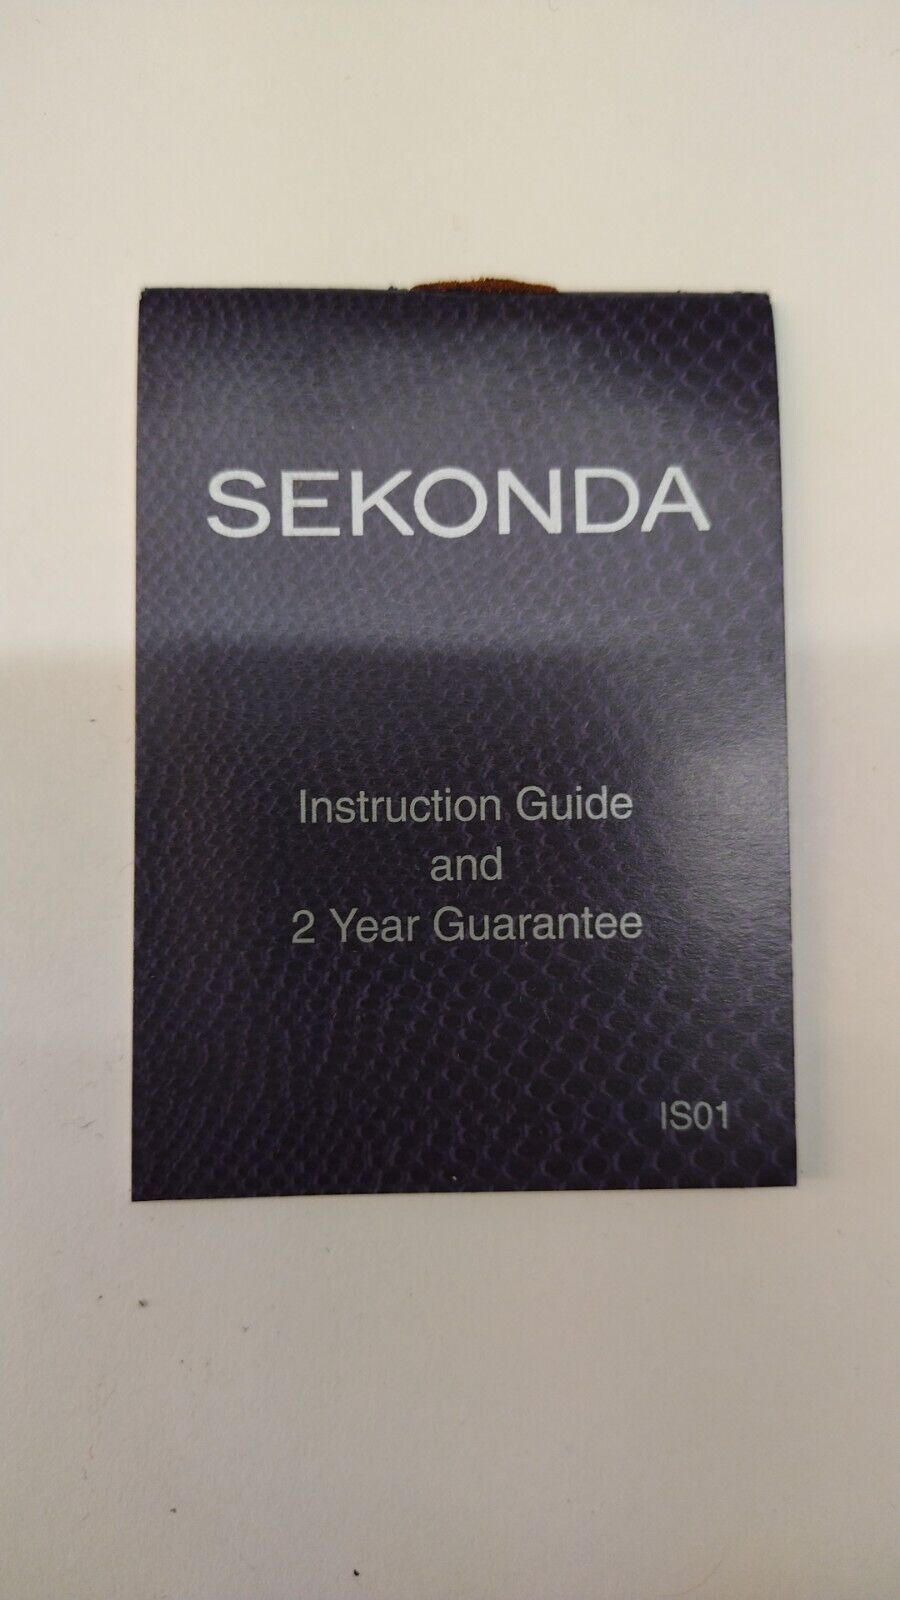 SEKONDA
Instruction Guide
and
2 Year Guarantee
IS01